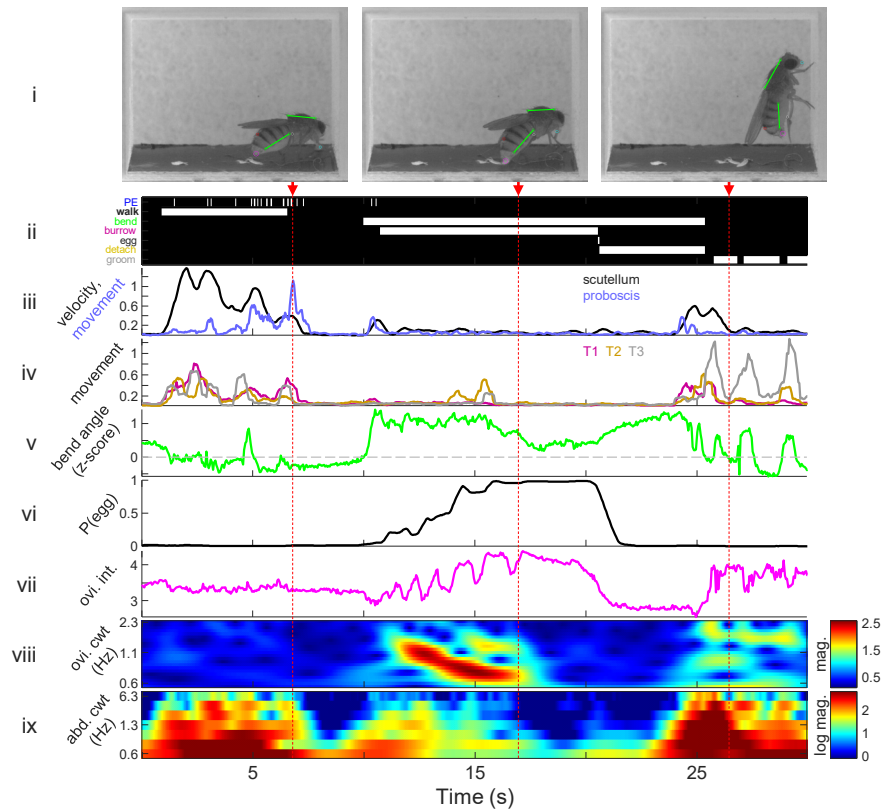 i
ii
PE
walk
bend
burrow
egg
detach
groom
iii
velocity,
movement
1
0.6
0.2
scutellum
proboscis
iv
movement
1
0.6
0.2
T1 T2 T3
v
bend angle
(z-score)
1
0
vi
P(egg)
1
0.5
0
vii
ovi. int.
4
3
viii
ovi. cwt
(Hz)
2.3
1.1
0.6
mag.
2.5
1.5
0.5
ix
abd. cwt
(Hz)
6.3
1.3
0.6
log mag.
2
1
0
5 15 25
Time (s)